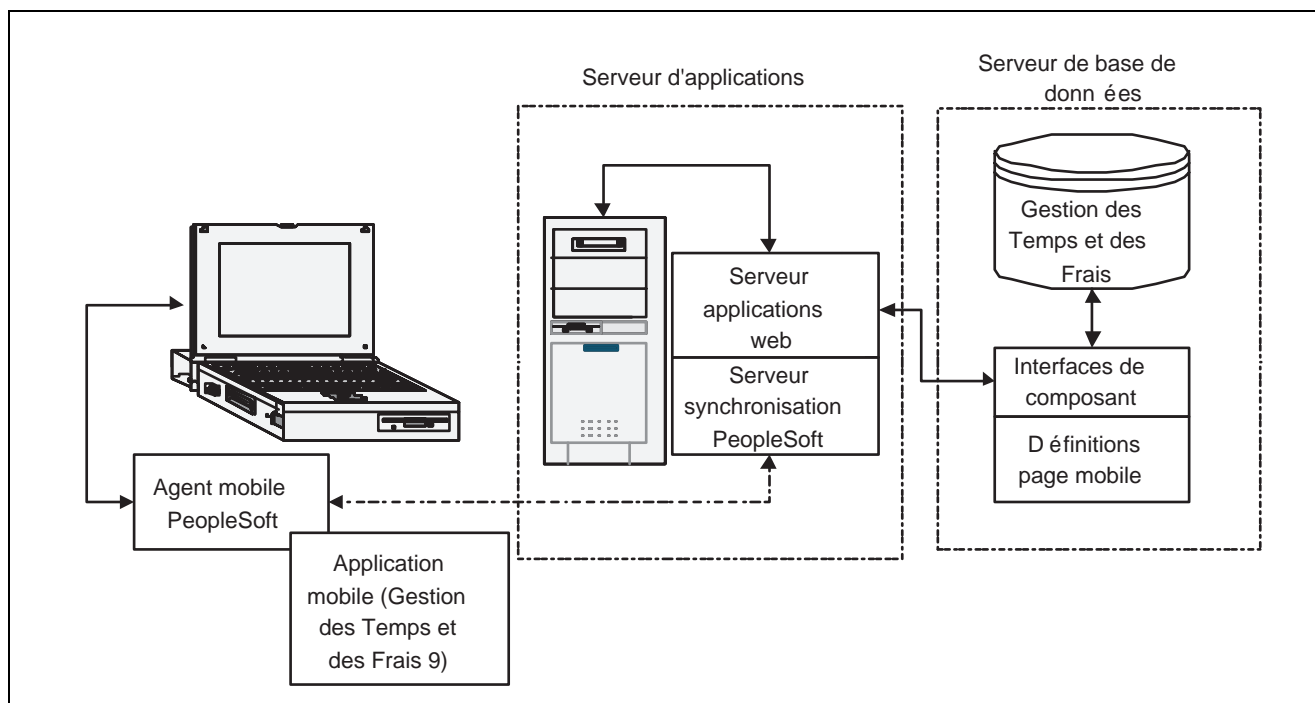 Serveur d'applications
Serveur de base de
donn ées
Gestion des
Temps et des
Frais
Serveur
applications
web
Serveur
synchronisation
PeopleSoft
Interfaces de
composant
D éfinitions
page mobile
Agent mobile
PeopleSoft
Application
mobile (Gestion
des Temps et
des Frais 9)